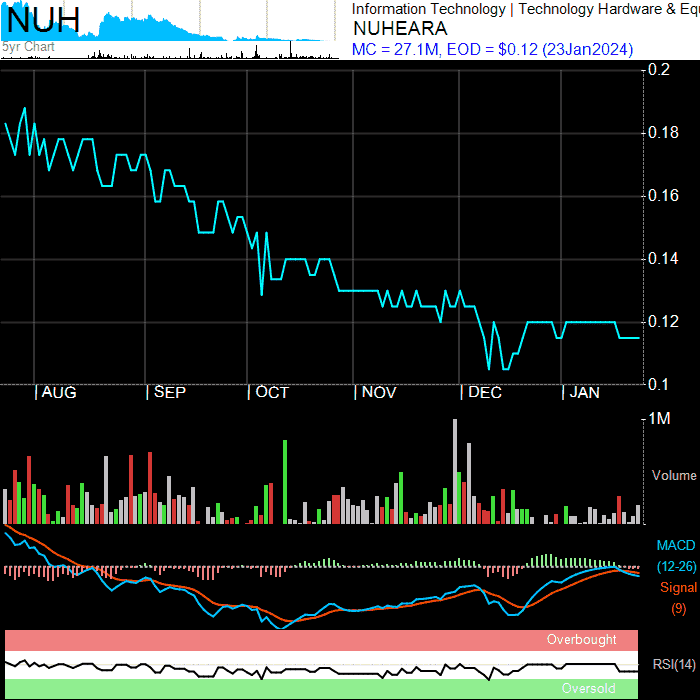 NUH
5yr Chart
Information Technology | Technology Hardware & Equ
NUHEARA
MC = 27.1M, EOD = $0.12 (23Jan2024)
0.2
0.18
0.16
0.14
0.12
0.1
AUG SEP OCT NOV DEC JAN
1M
Volume
MACD
(12-26)
Signal
(9)
Overbought
RSI(14)
Oversold